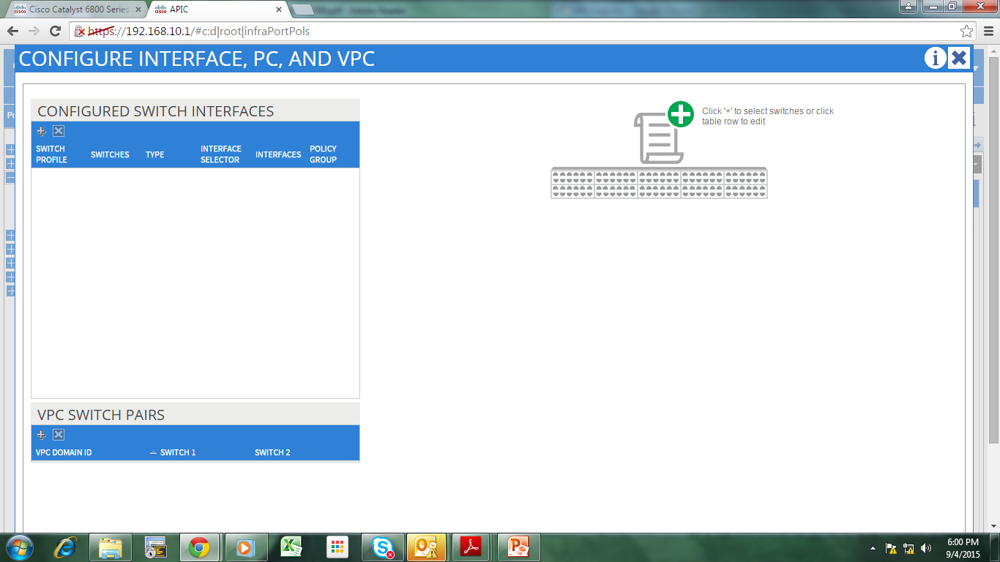 Cisco Catalyst 6800 Series
APIC
https://192.168.10.1/#c:d|root|infraPortPols
CONFIGURE INTERFACE, PC, AND VPC
CONFIGURED SWITCH INTERFACES
SWITCH PROFILE SWITCHES TYPE INTERFACE SELECTOR INTERFACES POLICY GROUP
Click '+' to select switches or click
table row to edit
VPC SWITCH PAIRS
VPC DOMAIN ID SWITCH 1 SWITCH 2
6:00 PM
9/4/2015